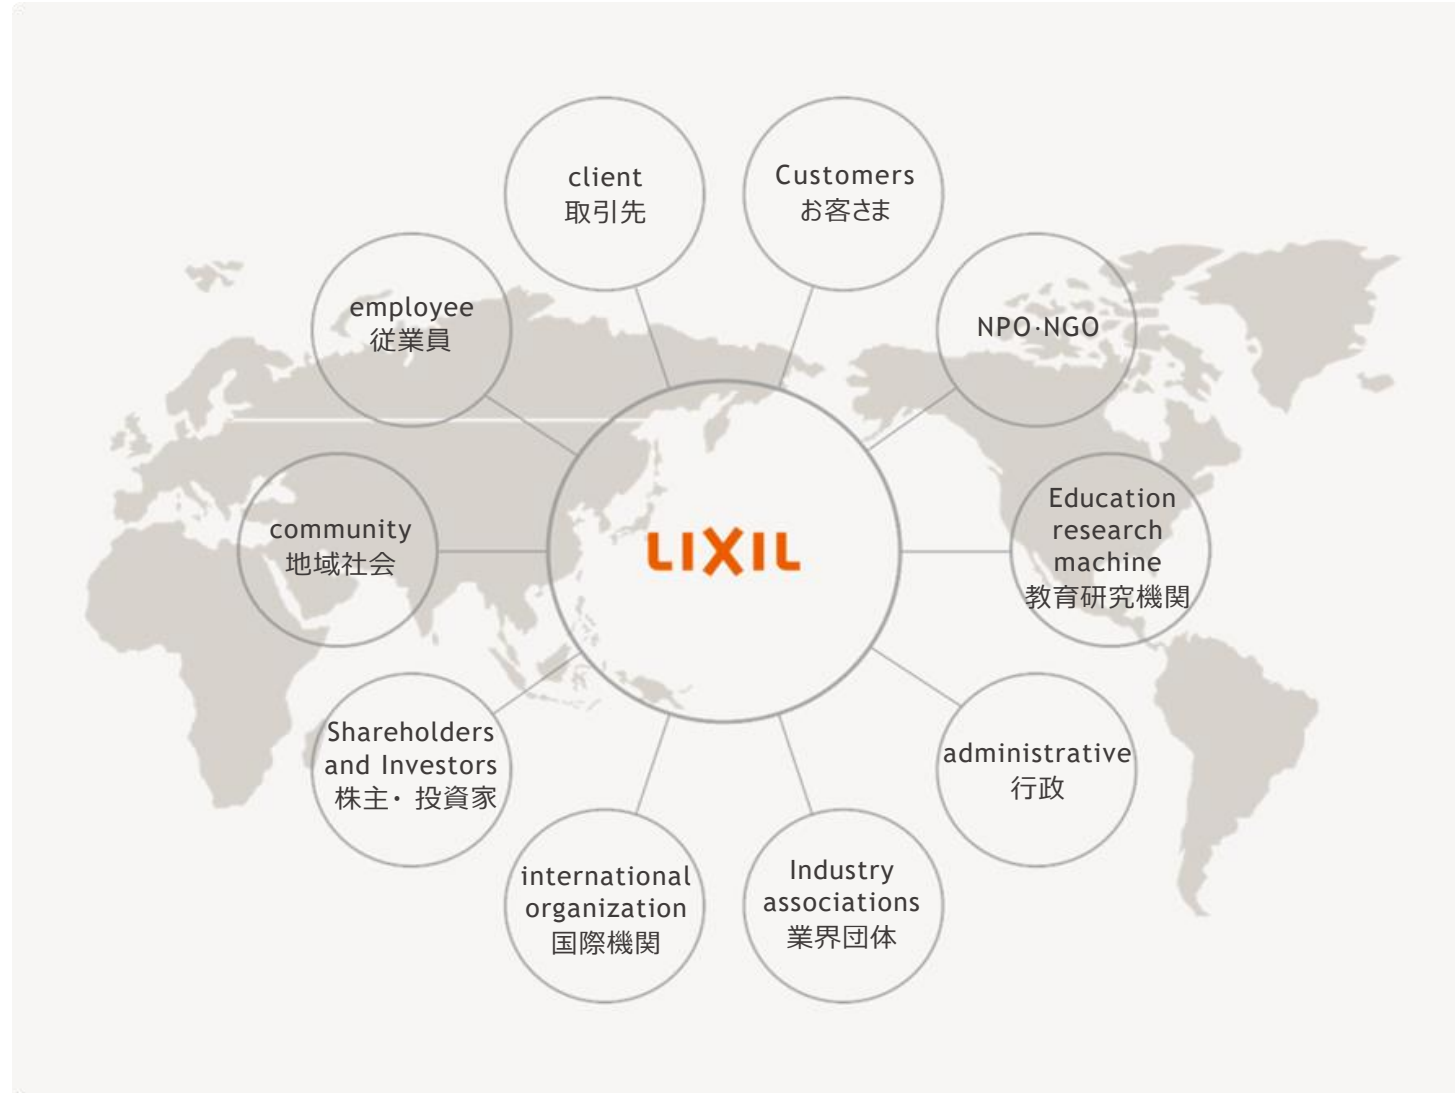 client
取引先
Customers
お客さま
employee
従業員
NPO·NGO
community
地域社会
LIXIL
Education
research
machine
教育研究機関
Shareholders
and Investors
株主・投資家
administrative
行政
international
organization
国際機関
Industry
associations
業界団体